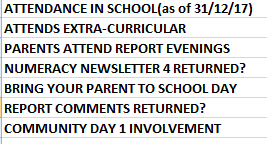 ATTENDANCE IN SCHOOL(as of 31/12/17)
ATTENDS EXTRA-CURRICULAR
PARENTS ATTEND REPORT EVENINGS
NUMERACY NEWSLETTER 4 RETURNED?
BRING YOUR PARENT TO SCHOOL DAY
REPORT COMMENTS RETURNED?
COMMUNITY DAY 1 INVOLVEMENT